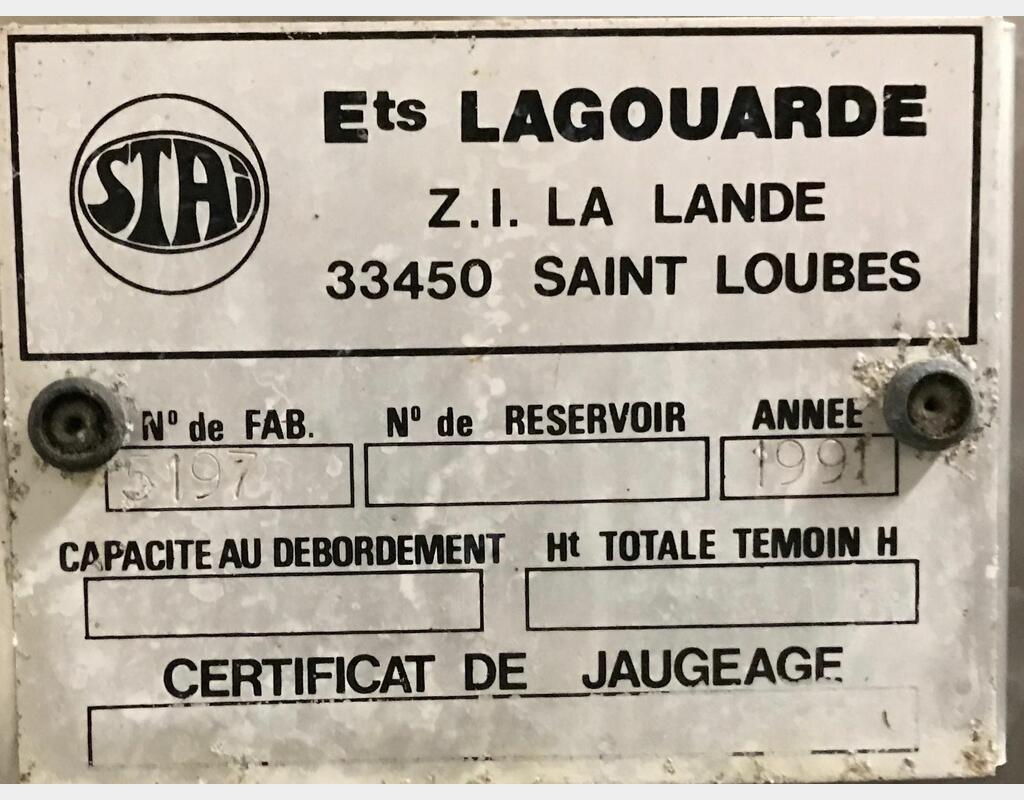 STAi
Ets LAGOUARDE
Z.I. LA LANDE
33450 SAINT LOUBES
N° de FAB. N° de RESERVOIR ANNEE
5197 1991
CAPACITE AU DEBORDEMENT Ht TOTALE TEMOIN H
CERTIFICAT DE JAUGEAGE